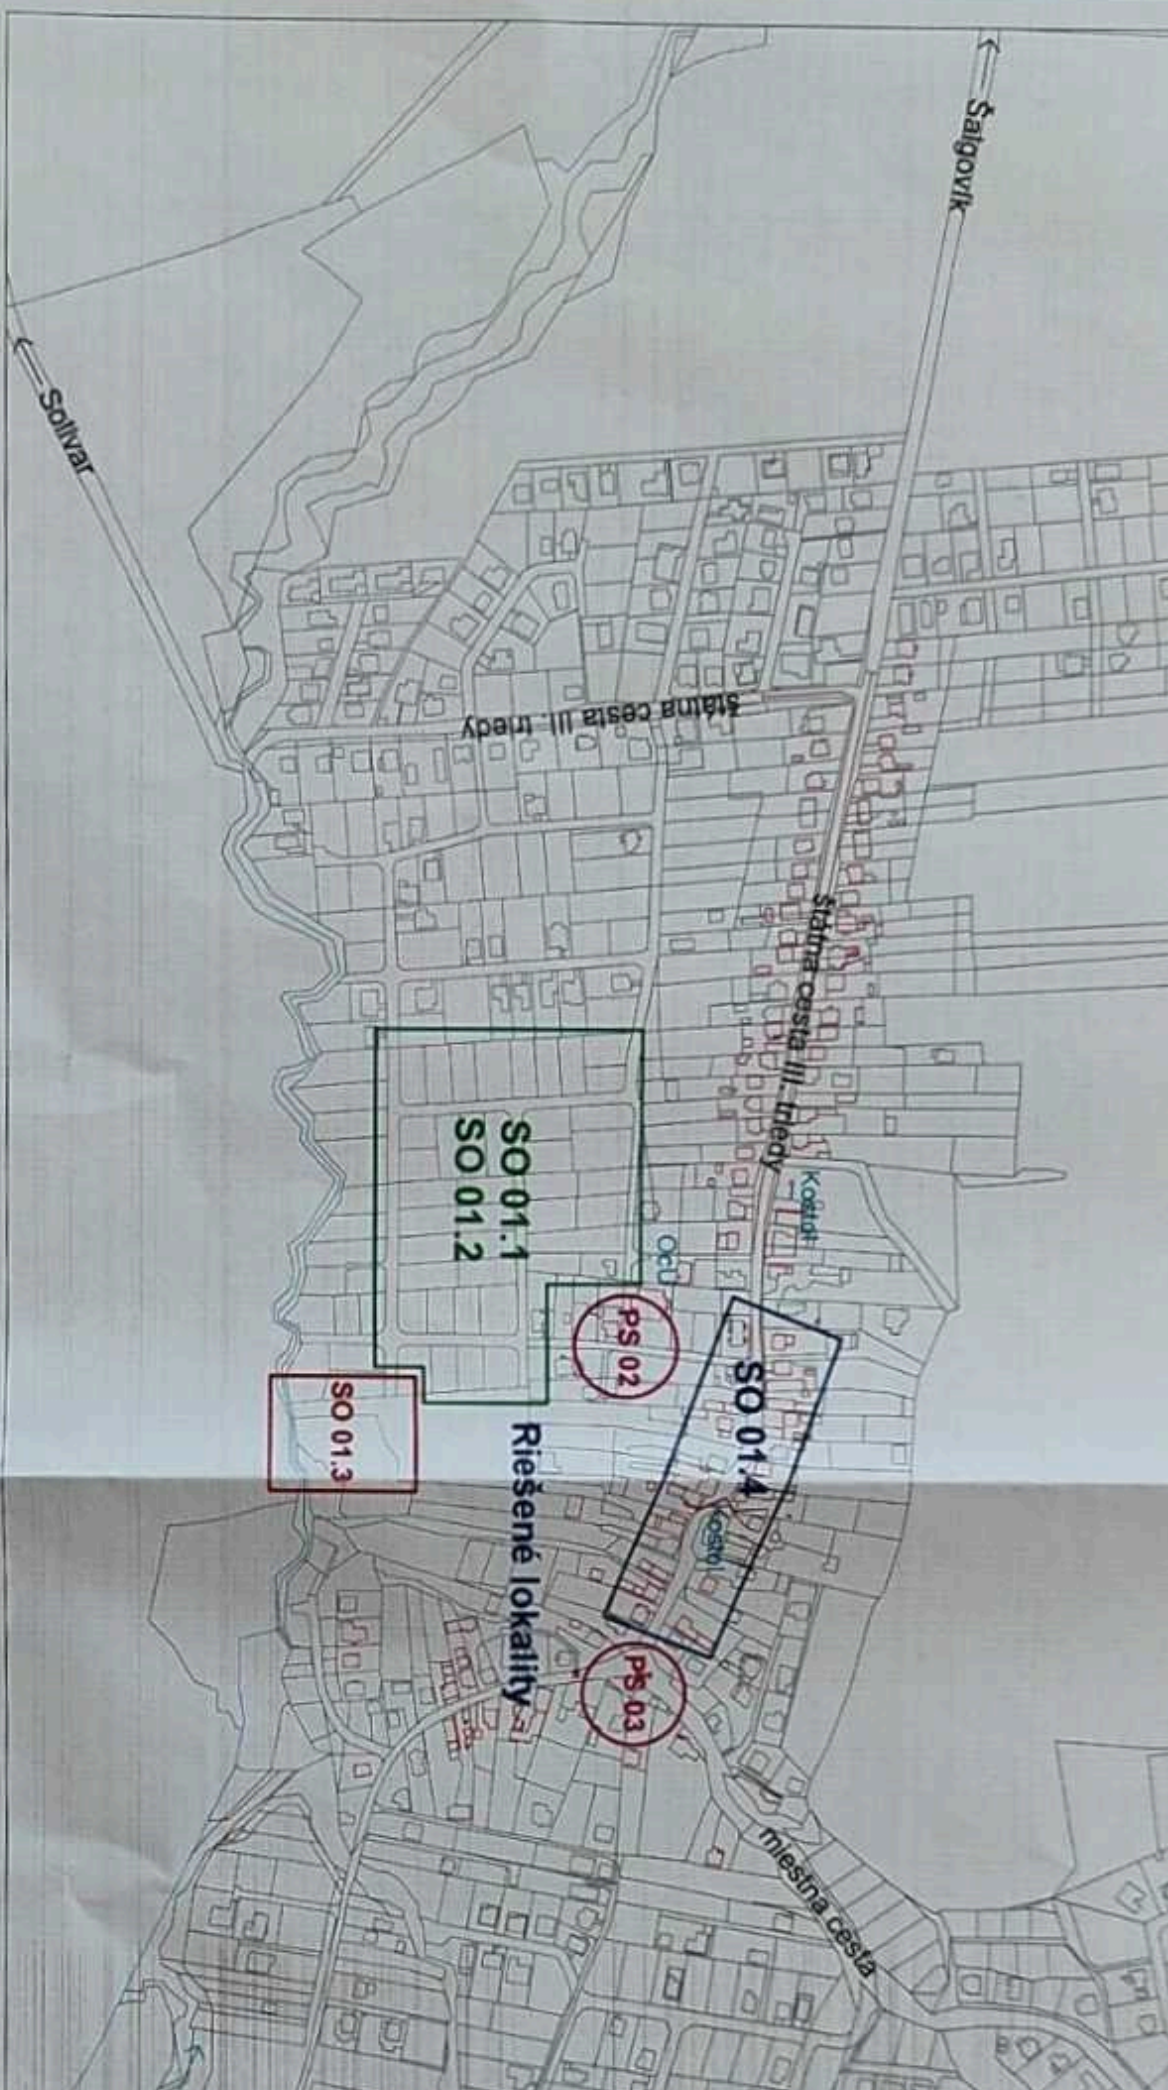 Šalgovík
Solivar
štátna cesta III. triedy
štátna cesta III. triedy
Kostol
OcÚ
SO 01.1
SO 01.2
PS 02
SO 01.4
SO 01.3
Kostol
Riešené lokality
PS 03
miestna cesta